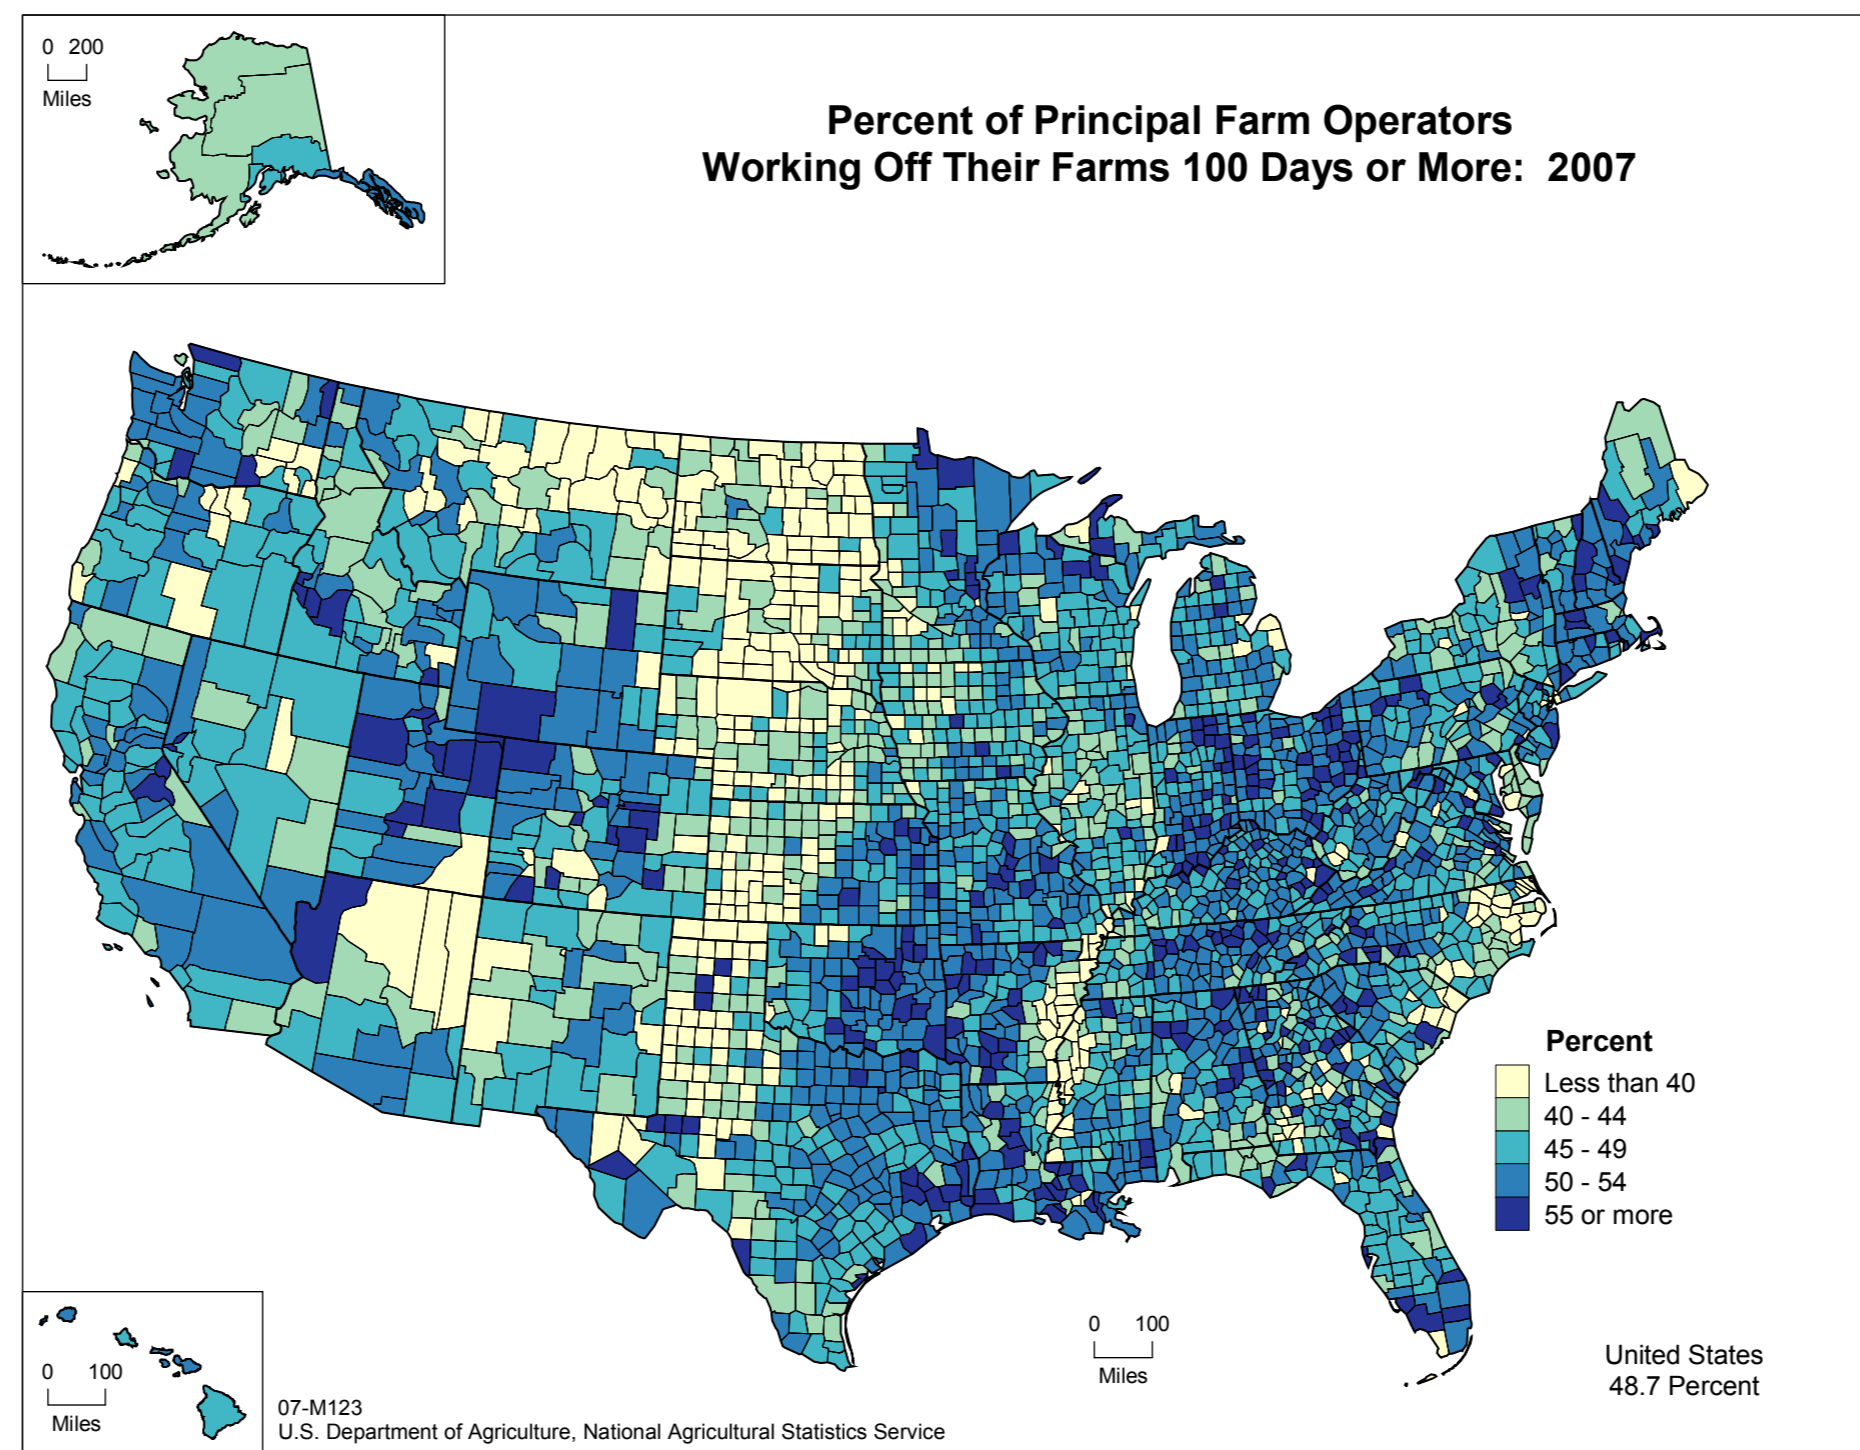 0 200
Miles
Percent of Principal Farm Operators
Working Off Their Farms 100 Days or More: 2007
Percent
Less than 40
40 - 44
45 - 49
50 - 54
55 or more
0 100
Miles
0 100
Miles
United States
48.7 Percent
07-M123
U.S. Department of Agriculture, National Agricultural Statistics Service